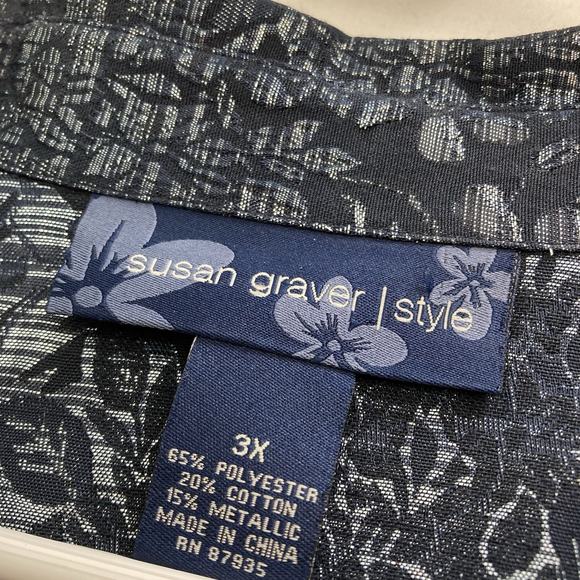 susan graver | style
3X
65% POLYESTER
20% COTTON
15% METALLIC
MADE IN CHINA
RN 87935